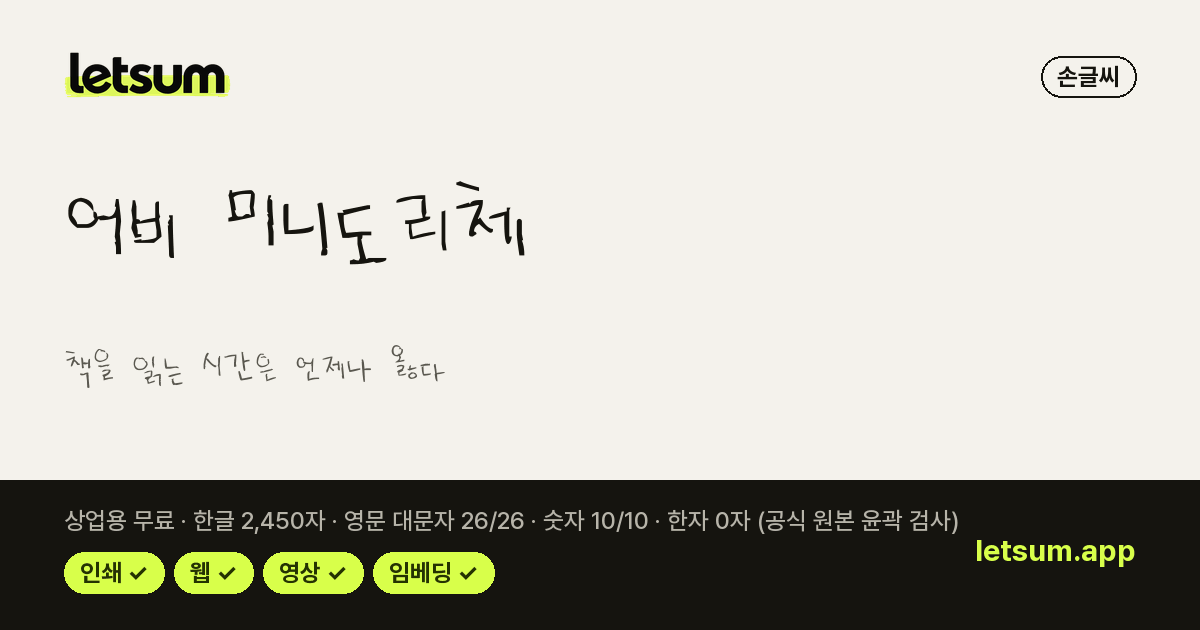 letsum
손글씨
어비 미니도리체
책을 읽는 시간은 언제나 옳다
상업용 무료 · 한글 2,450자 · 영문 대문자 26/26 · 숫자 10/10 · 한자 0자 (공식 원본 윤곽 검사)
인쇄 ✓ 웹 ✓ 영상 ✓ 임베딩 ✓
letsum.app